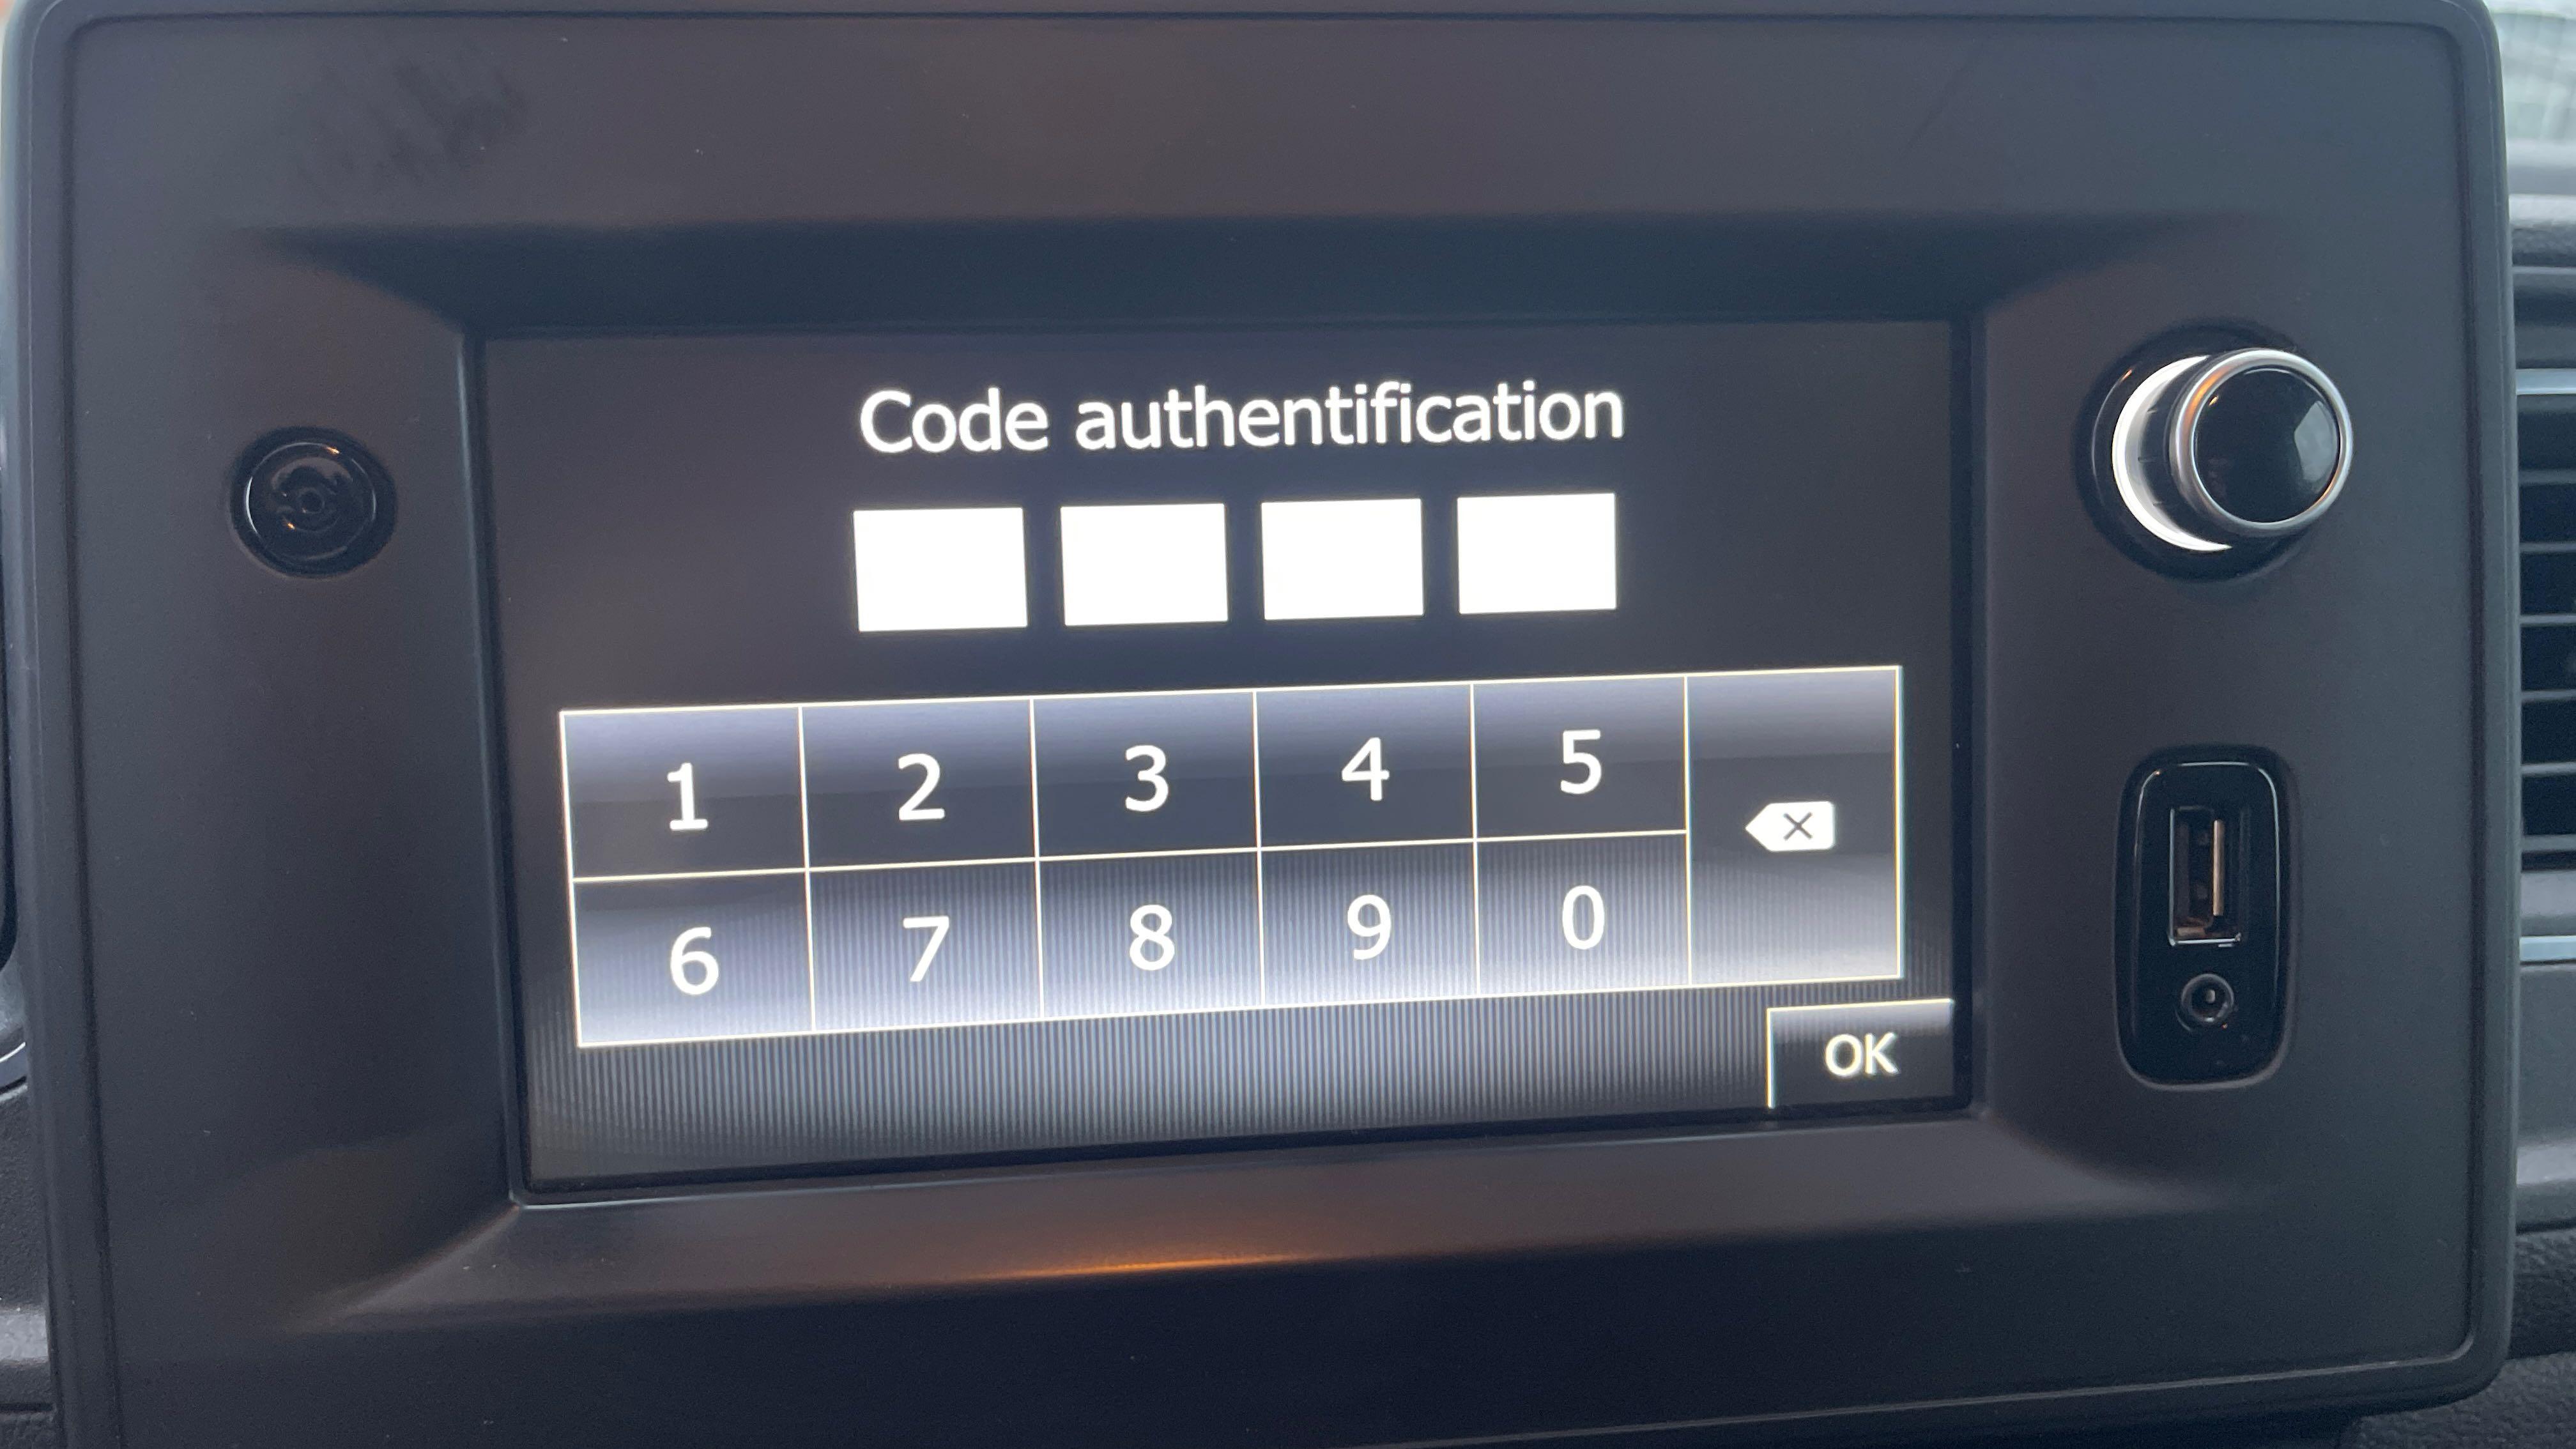 Code authentification
1 2 3 4 5
6 7 8 9 0
OK